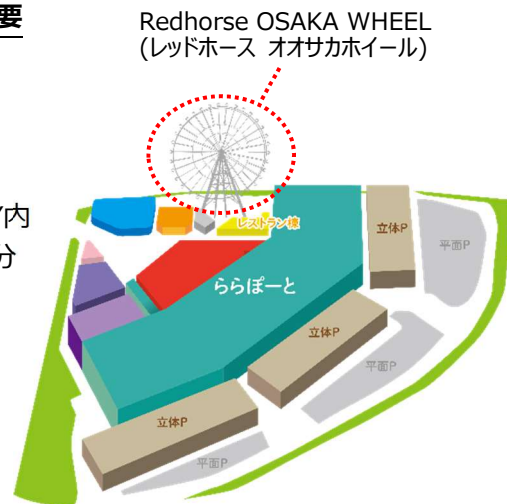 要
Redhorse OSAKA WHEEL
(レッドホース オオサカホイール)
内
分
レストラン棟
立体P
平面P
ららぽーと
立体P
平面P
立体P
平面P